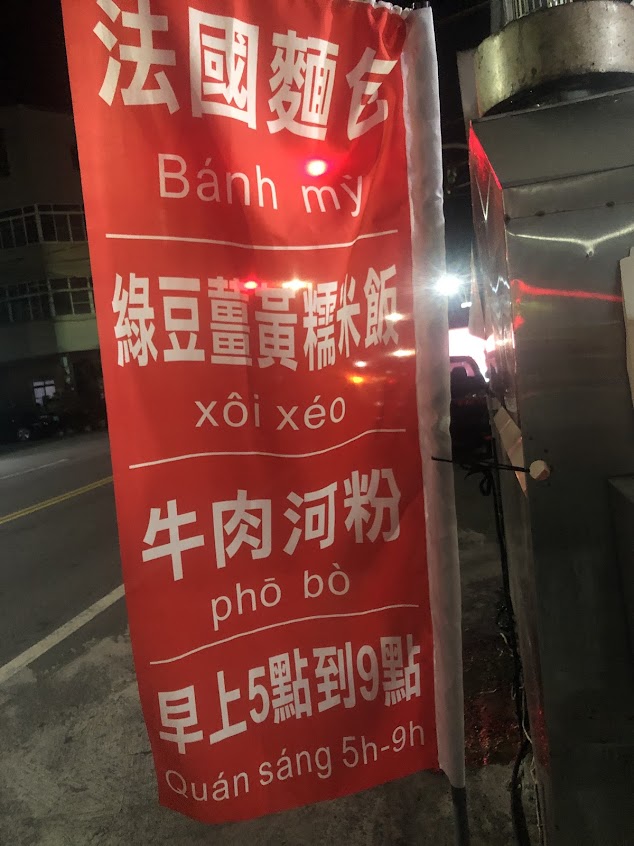 法國麵包
Bánh mỳ
綠豆薑黃糯米飯
xôi xéo
牛肉河粉
phō bò
早上5點到9點
Quán sáng 5h-9h